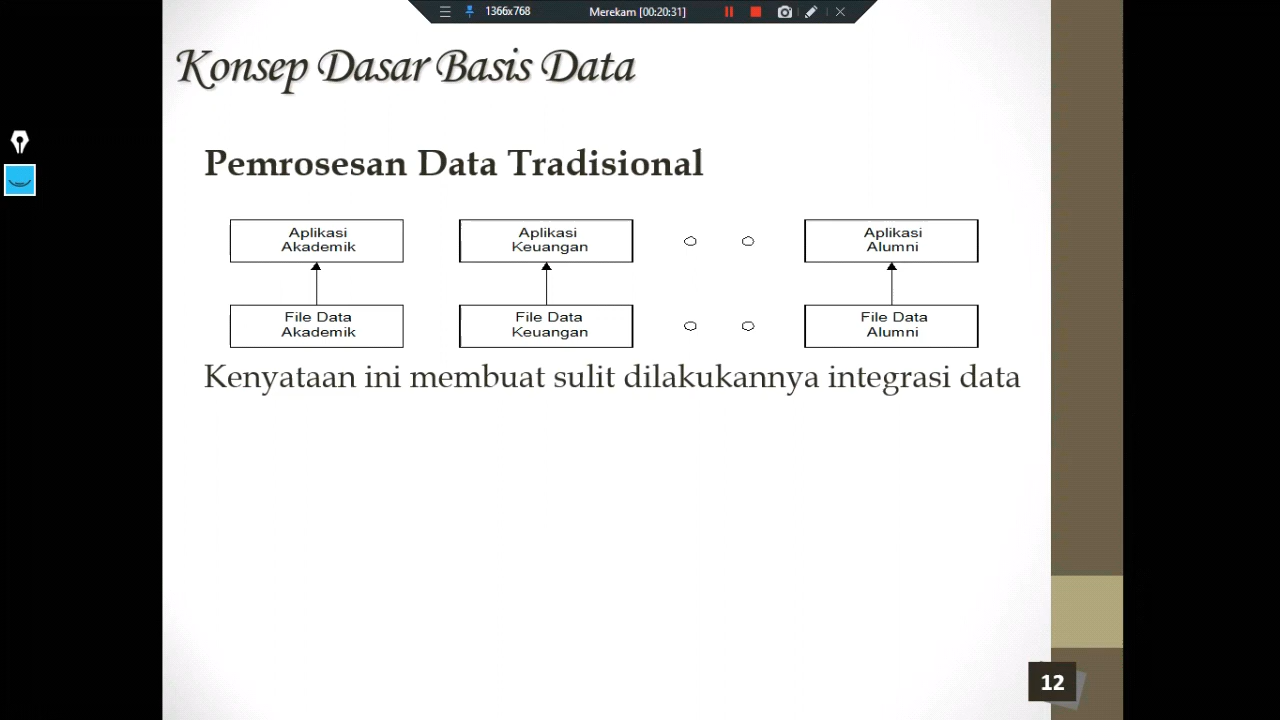 1366x768
Merekam [00:20:31]
Konsep Dasar Basis Data
Pemrosesan Data Tradisional
Aplikasi
Akademik
Aplikasi
Keuangan
Aplikasi
Alumni
File Data
Akademik
File Data
Keuangan
File Data
Alumni
Kenyataan ini membuat sulit dilakukannya integrasi data
12